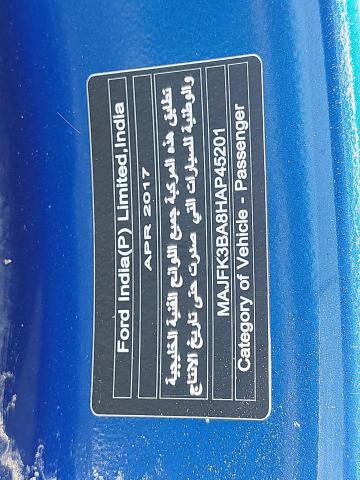 Ford India(P) Limited,India
APR 2017
تطابق هذه المركبة جميع اللوائح الفنية الخليجية
والوطنية للسيارات التي صدرت حتى تاريخ الانتاج
MAJFK3BA8HAP45201
Category of Vehicle - Passenger